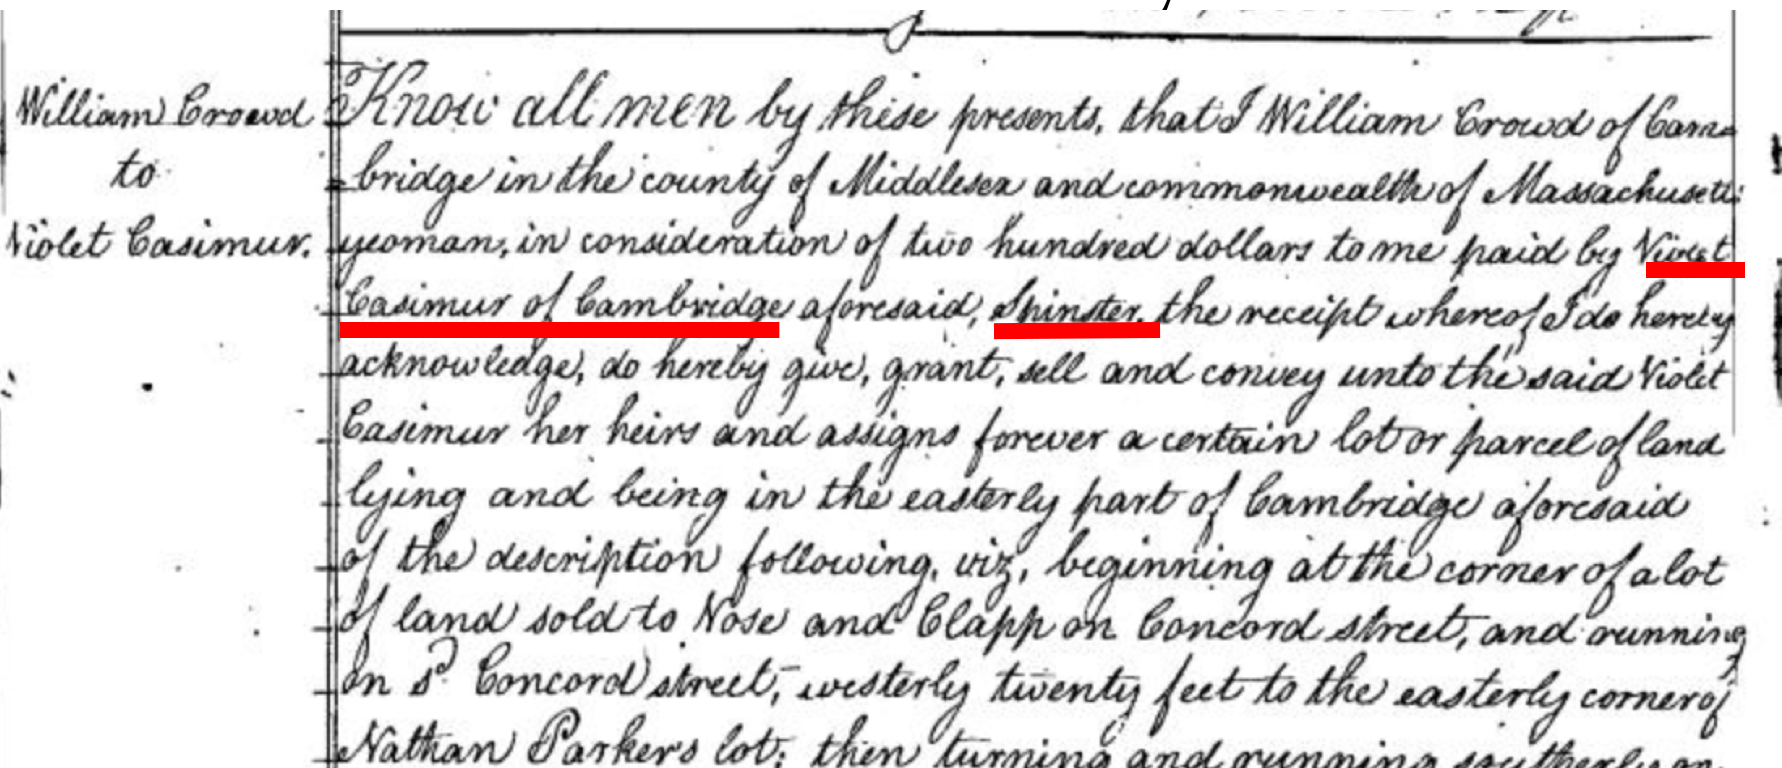 William Crowd
to
Violet Casimur.
Know all men by these presents, that I William Crowd of Cam
bridge in the county of Middlesex and commonwealth of Massachusetts
yeoman, in consideration of two hundred dollars to me paid by Violet
Casimur of Cambridge aforesaid, Spinster, the receipt whereof I do hereby
acknowledge, do hereby give, grant, sell and convey unto the said Violet
Casimur her heirs and assigns forever a certain lot or parcel of land
lying and being in the easterly part of Cambridge aforesaid
of the description following, viz, beginning at the corner of a lot
of land sold to Nose and Clapp on Concord street, and running
on sd Concord street, westerly twenty feet to the easterly corner of
Nathan Parkers lot; then turning and running southerly on